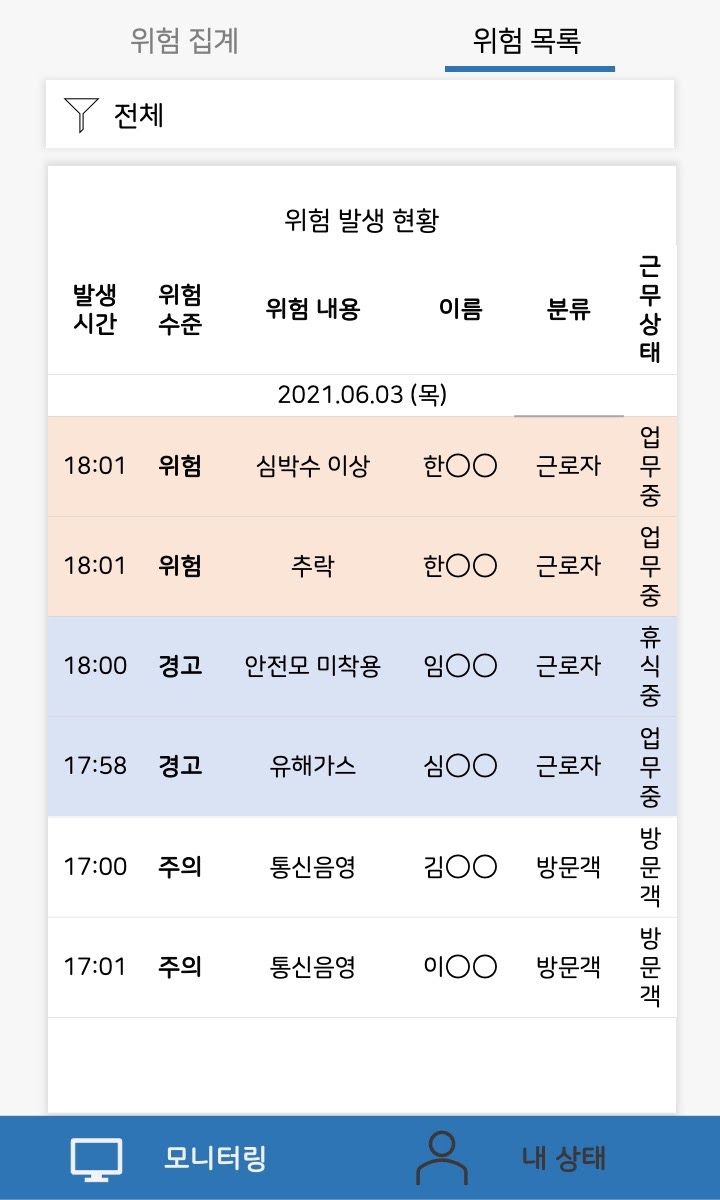 위험 집계 위험 목록
전체
위험 발생 현황
발생 시간 위험 수준 위험 내용 이름 분류 근무상태
2021.06.03 (목)
18:01 위험 심박수 이상 한○○ 근로자 업무중
18:01 위험 추락 한○○ 근로자 업무중
18:00 경고 안전모 미착용 임○○ 근로자 휴식중
17:58 경고 유해가스 심○○ 근로자 업무중
17:00 주의 통신음영 김○○ 방문객 방문객
17:01 주의 통신음영 이○○ 방문객 방문객
모니터링 내 상태